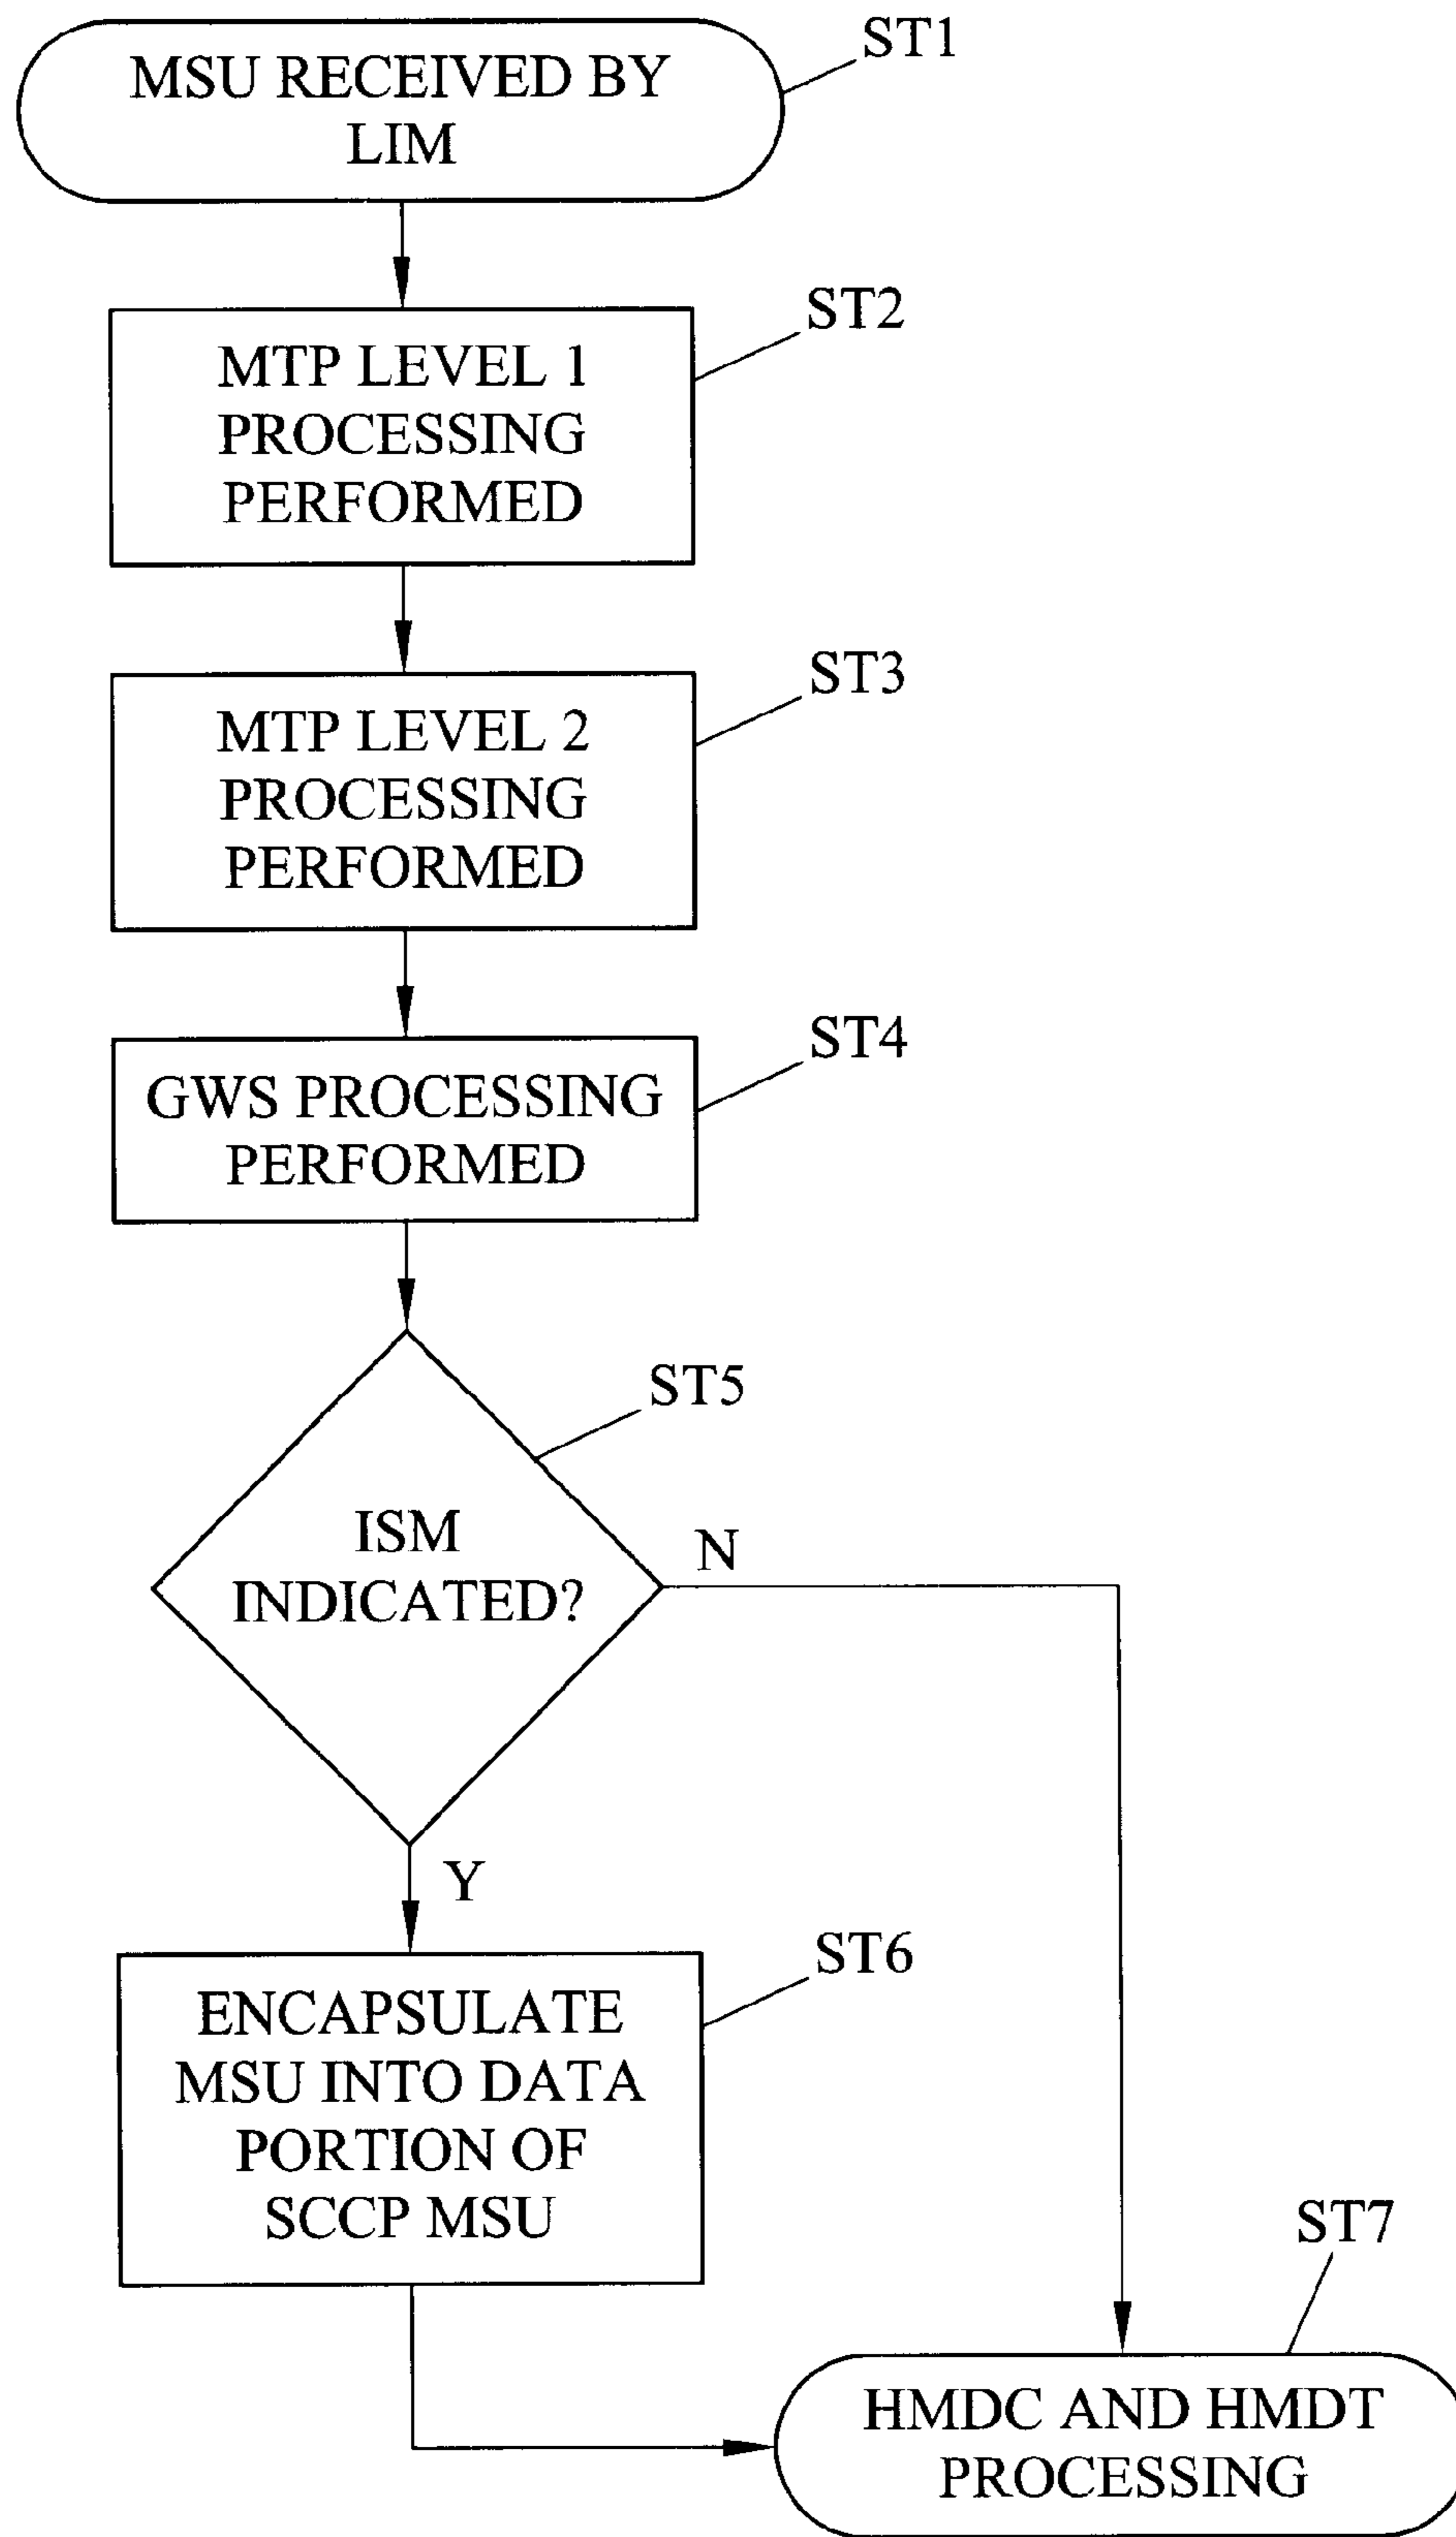 MSU RECEIVED BY
LIM
ST1
MTP LEVEL 1
PROCESSING
PERFORMED
ST2
MTP LEVEL 2
PROCESSING
PERFORMED
ST3
GWS PROCESSING
PERFORMED
ST4
ISM
INDICATED?
ST5
N
Y
ENCAPSULATE
MSU INTO DATA
PORTION OF
SCCP MSU
ST6
HMDC AND HMDT
PROCESSING
ST7